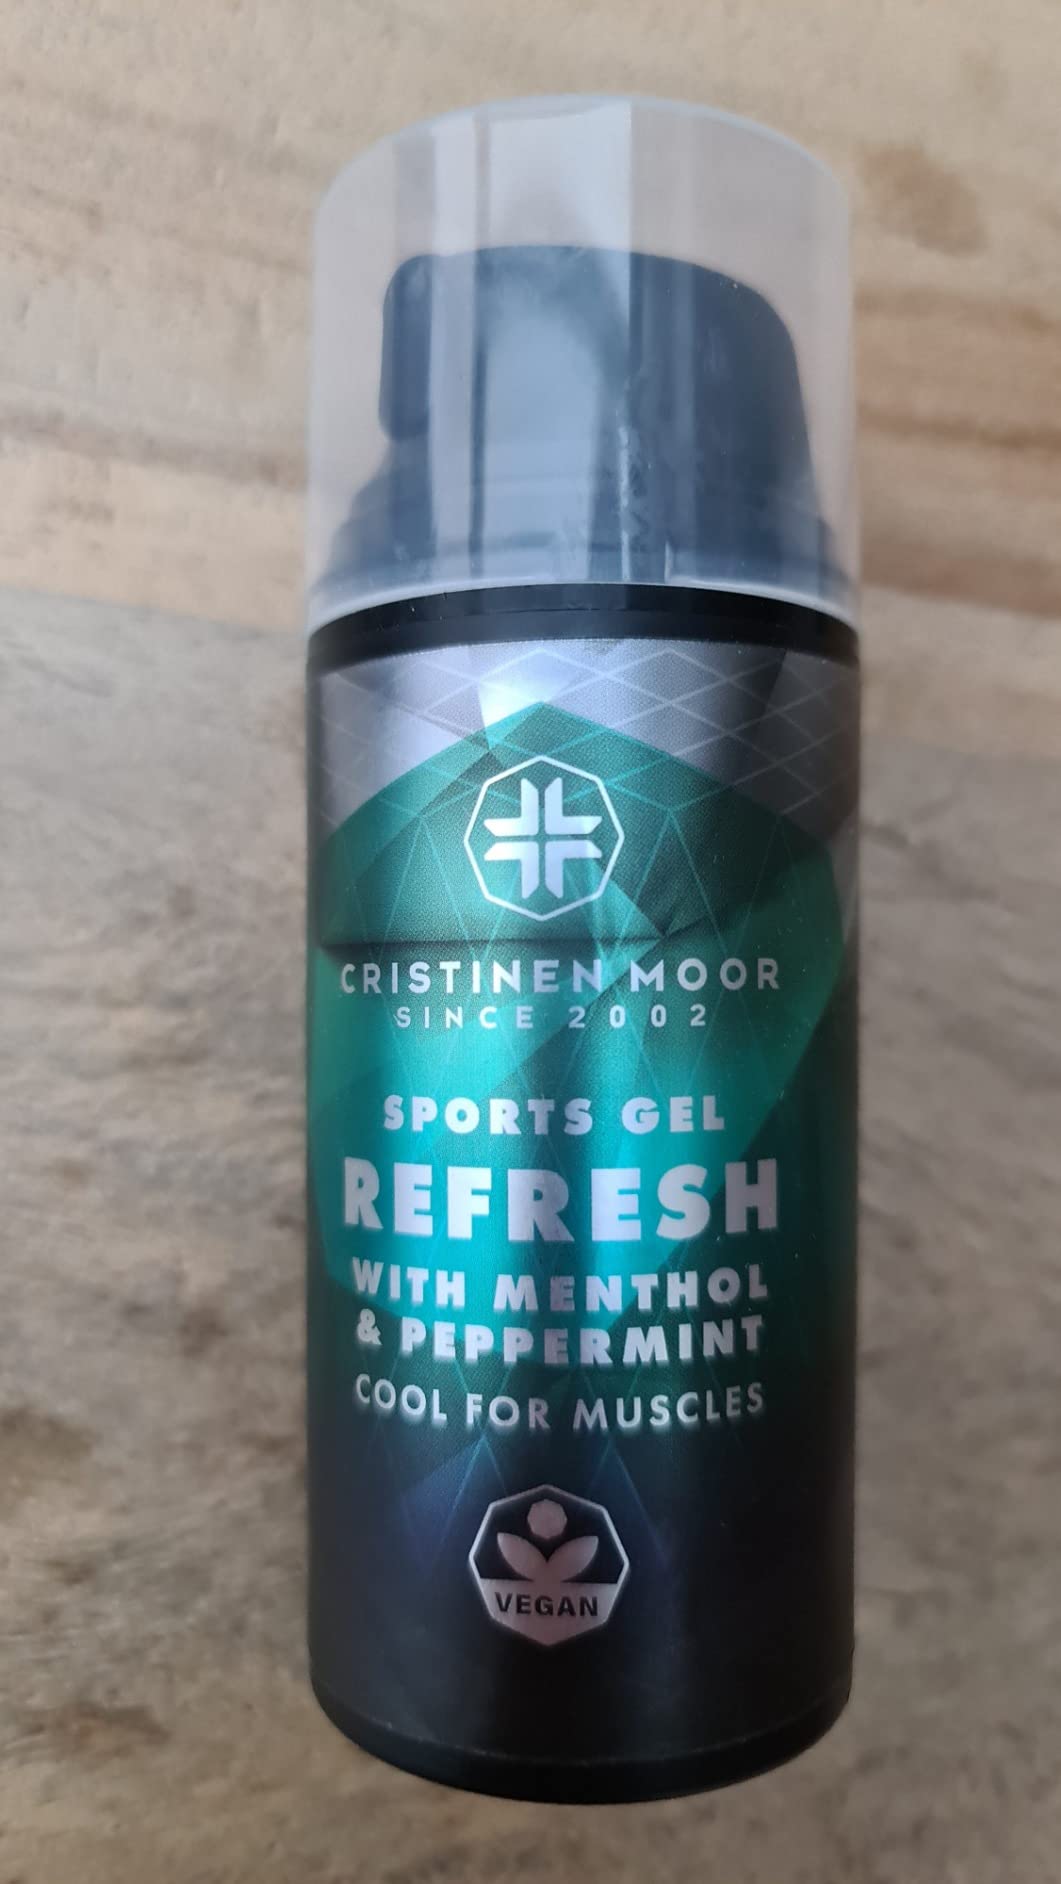 CRISTINEN MOOR
SINCE 2002
SPORTS GEL
REFRESH
WITH MENTHOL
& PEPPERMINT
COOL FOR MUSCLES
VEGAN